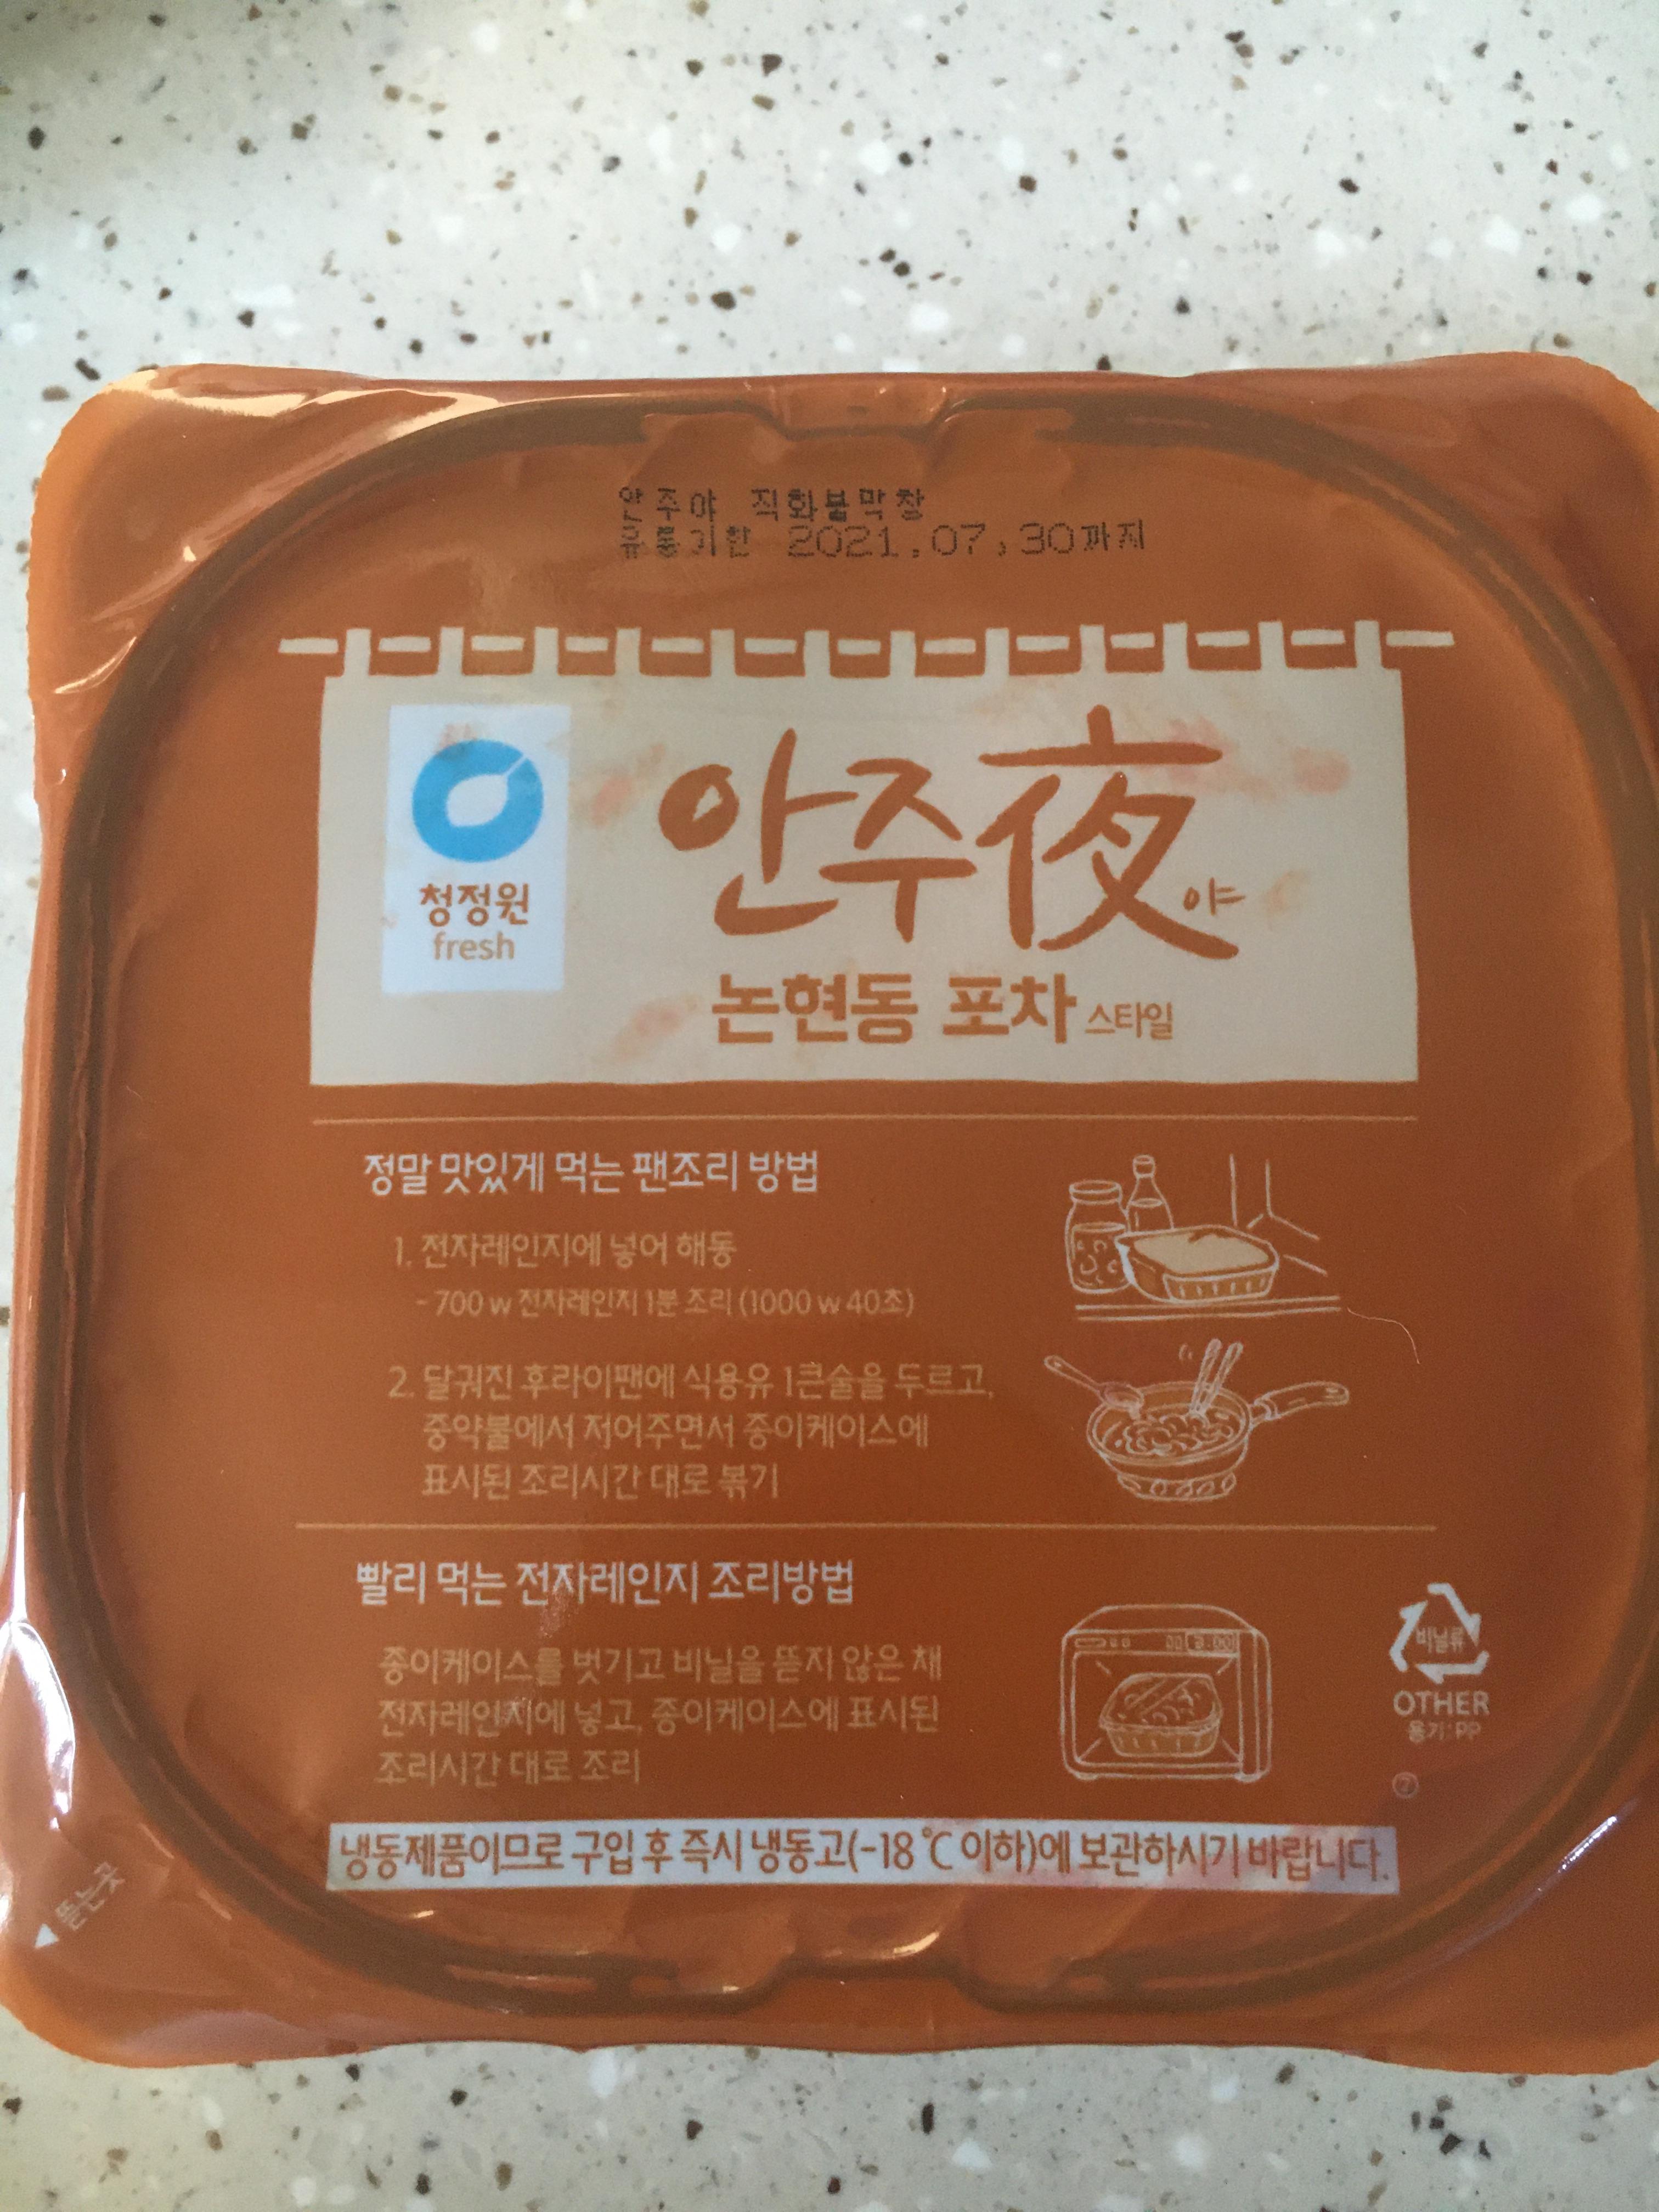 안주야 직화불막창
유통기한 2021.07.30까지
청정원
fresh
안주夜야
논현동 포차 스타일
정말 맛있게 먹는 팬조리 방법
1. 전자레인지에 넣어 해동
- 700 w 전자레인지 1분 조리 (1000 w 40초)
2. 달궈진 후라이팬에 식용유 1큰술을 두르고,
중약불에서 저어주면서 종이케이스에
표시된 조리시간 대로 볶기
빨리 먹는 전자레인지 조리방법
종이케이스를 벗기고 비닐을 뜯지 않은 채
전자레인지에 넣고, 종이케이스에 표시된
조리시간 대로 조리
비닐류
OTHER
용기: PP
냉동제품이므로 구입 후 즉시 냉동고(-18℃ 이하)에 보관하시기 바랍니다.
뜯는곳